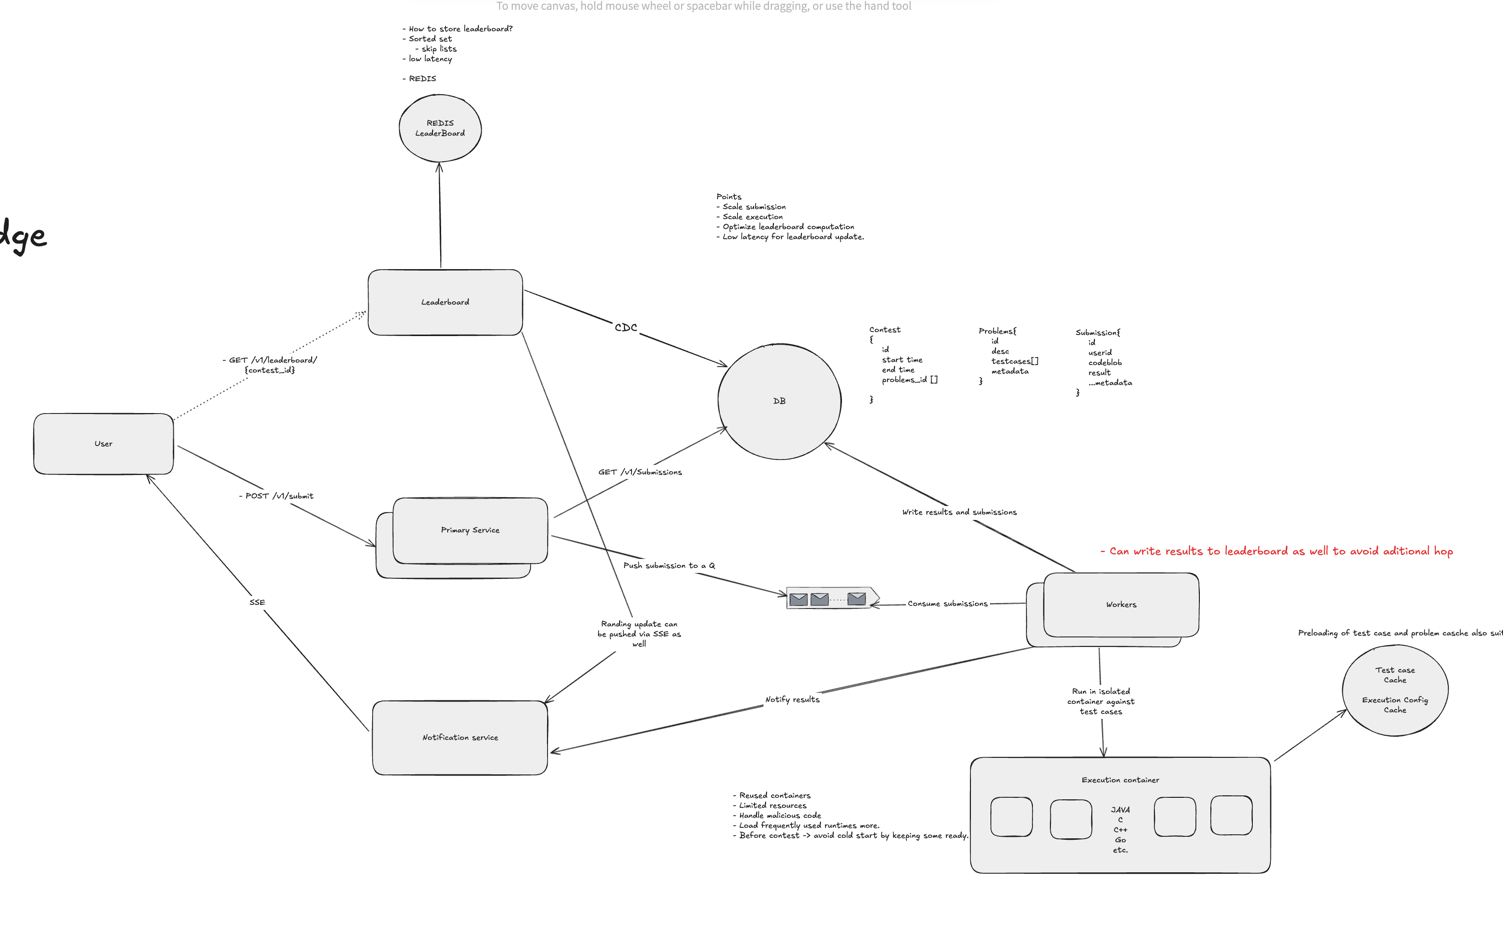 To move canvas, hold mouse wheel or spacebar while dragging, or use the hand tool
- How to store leaderboard?
- Sorted set
- skip lists
- low latency
- REDIS
REDIS
LeaderBoard
Points
- Scale submission
- Scale execution
- Optimize leaderboard computation
- Low latency for leaderboard update.
dge
Leaderboard
CDC
Contest
{
id
start time
end time
problems_id []
}
Problems{
id
desc
testcases[]
metadata
}
Submission{
id
userid
codeblob
result
...metadata
}
- GET /v1/leaderboard/
{contest_id}
DB
User
GET /v1/Submissions
- POST /v1/submit
Primary Service
Write results and submissions
- Can write results to leaderboard as well to avoid aditional hop
Push submission to a Q
Consume submissions
Workers
SSE
Randing update can
be pushed via SSE as
well
Preloading of test case and problem casche also suit
Test case
Cache
Execution Config
Cache
Notify results
Run in isolated
container against
test cases
Notification service
Execution container
- Reused containers
- Limited resources
- Handle malicious code
- Load frequently used runtimes more.
- Before contest -> avoid cold start by keeping some ready.
JAVA
C
C++
Go
etc.